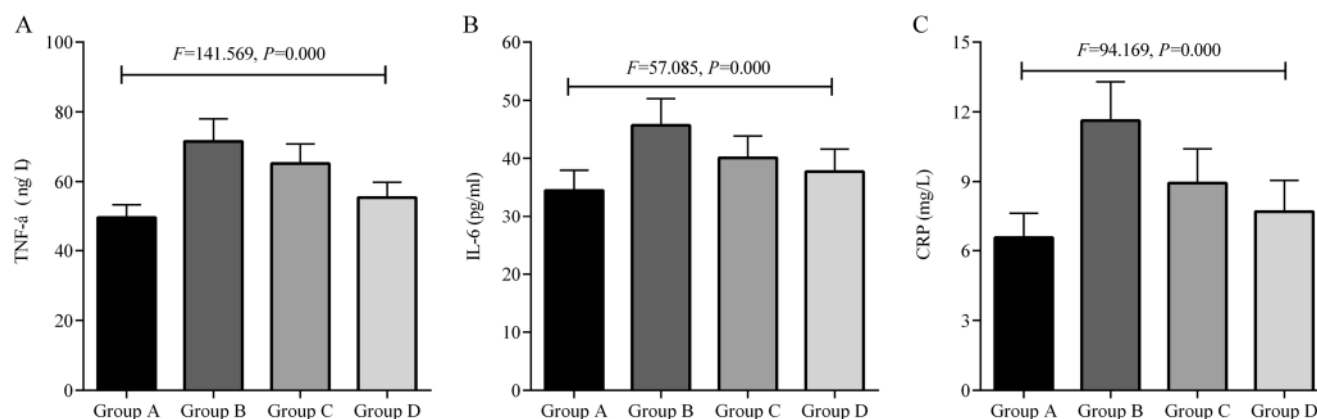 A
F=141.569, P=0.000
TNF-á (ng/L)
100
80
60
40
20
0
Group A Group B Group C Group D
B
F=57.085, P=0.000
IL-6 (pg/ml)
60
50
40
30
20
10
0
Group A Group B Group C Group D
C
F=94.169, P=0.000
CRP (mg/L)
15
12
9
6
3
0
Group A Group B Group C Group D